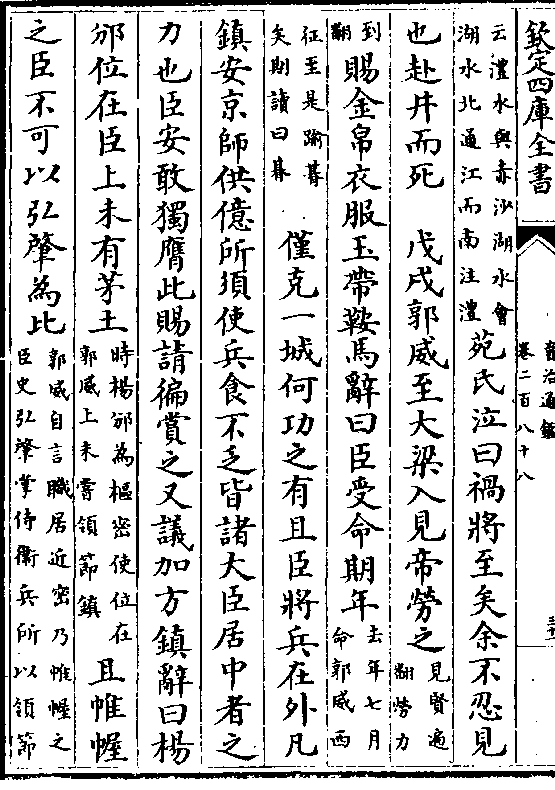 欽定四庫全書
資治通鑑
卷二百八十八
云澧水與赤沙湖水會
湖水北通江而南注澧
苑氏泣曰禍將至矣余不忍見
也赴井而死 戊戌郭威至大梁入見帝勞之
見賢遍
翻勞力
到
翻
賜金帛衣服玉帶鞍馬辭曰臣受命期年
去年七月
命郭威西
征至是踰朞
矣期讀曰朞
僅克一城何功之有且臣將兵在外凡
鎮安京師供億所須使兵食不乏皆諸大臣居中者之
力也臣安敢獨膺此賜請徧賞之又議加方鎮辭曰楊
邠位在臣上未有茅土
時楊邠為樞密使位在
郭威上未嘗領節鎮
且帷幄
之臣不可以弘肇為比
郭威自言職居近密乃帷幄之
臣史弘肇掌侍衛兵所以領節